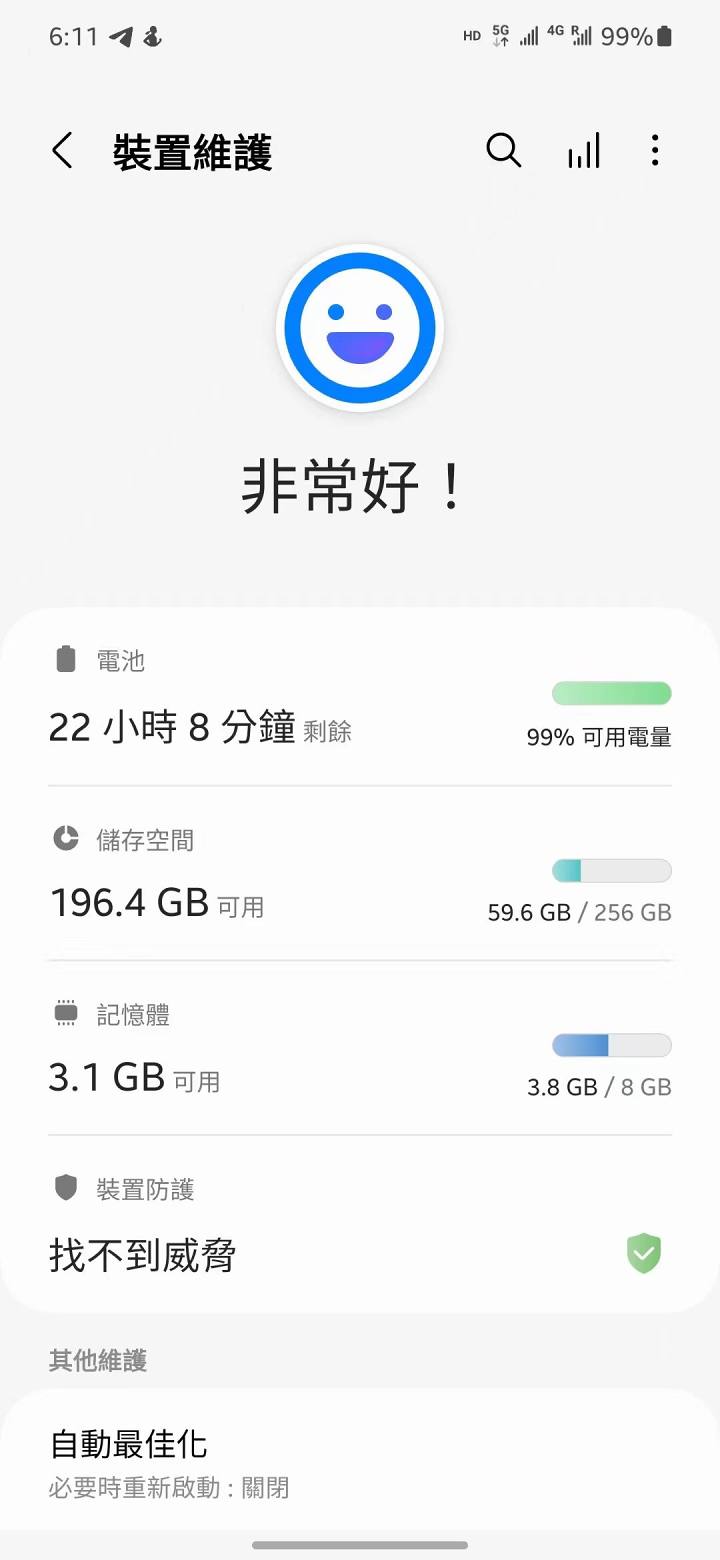 6:11 HD 5G 4G R 99%
裝置維護
非常好！
電池
22 小時 8 分鐘 剩餘
99% 可用電量
儲存空間
196.4 GB 可用
59.6 GB / 256 GB
記憶體
3.1 GB 可用
3.8 GB / 8 GB
裝置防護
找不到威脅
其他維護
自動最佳化
必要時重新啟動 : 關閉